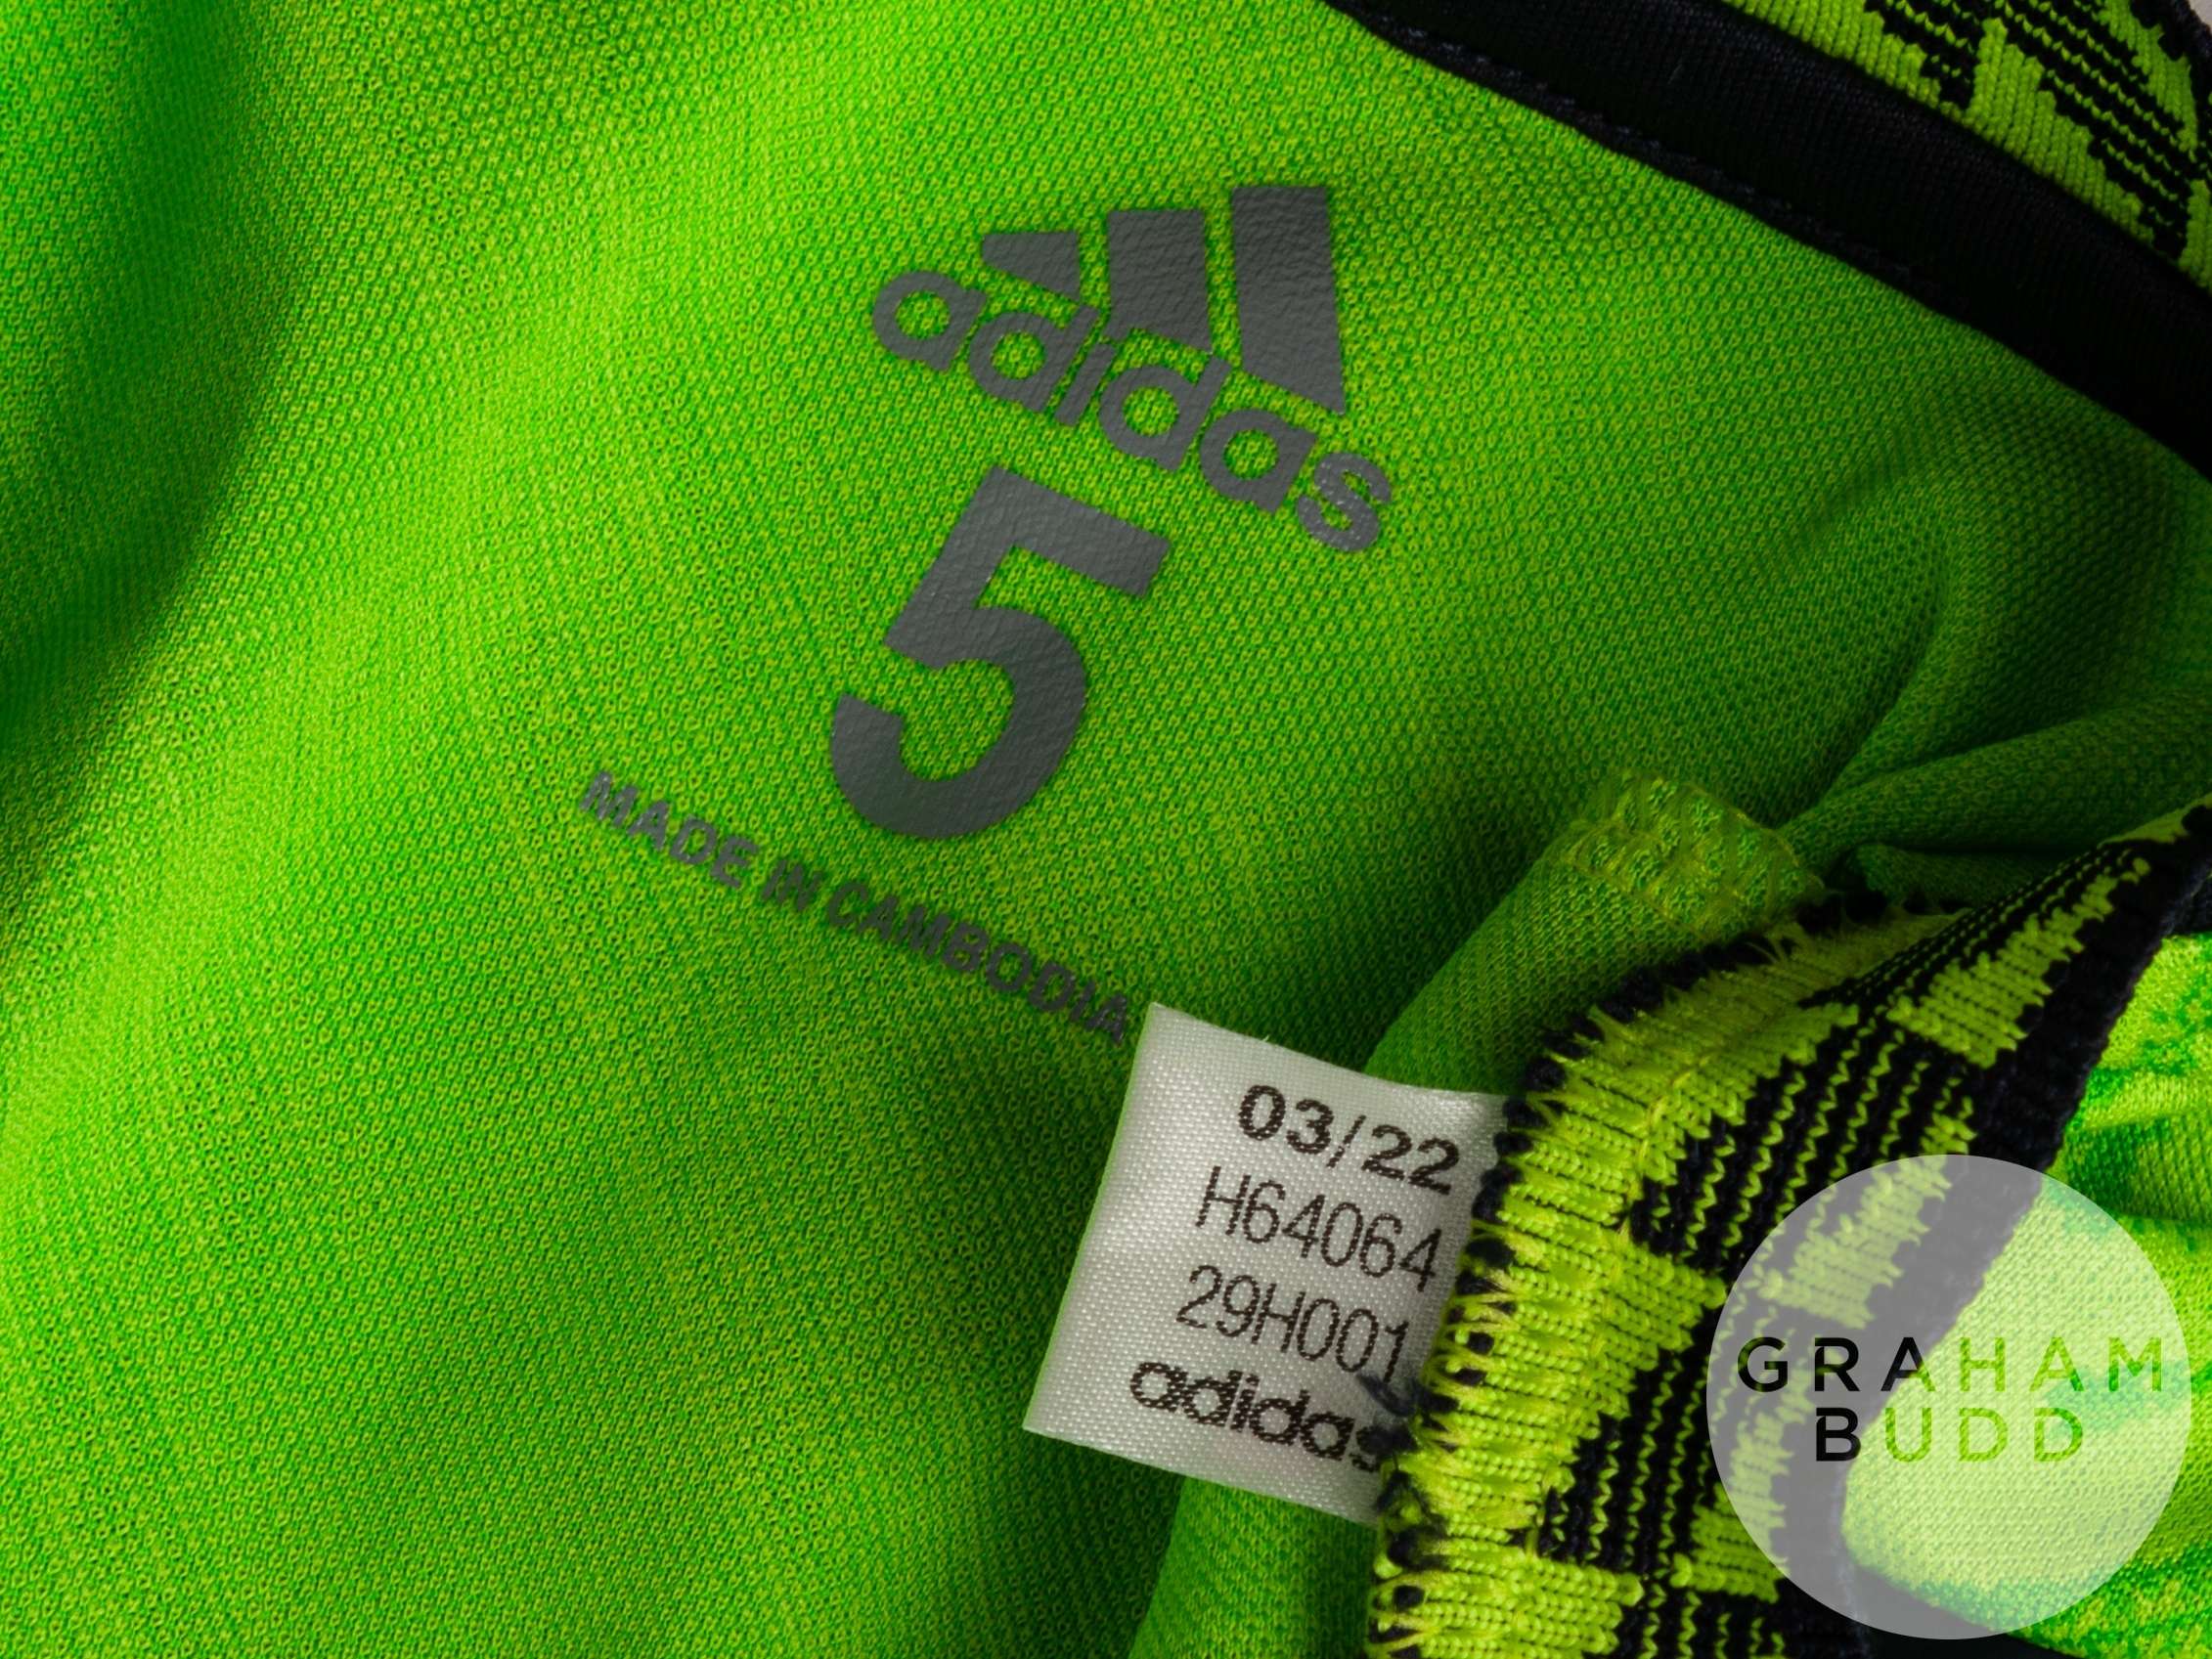 adidas
5
MADE IN CAMBODIA
03/22
H64064
29H001
adidas
GRAHAM
BUDD